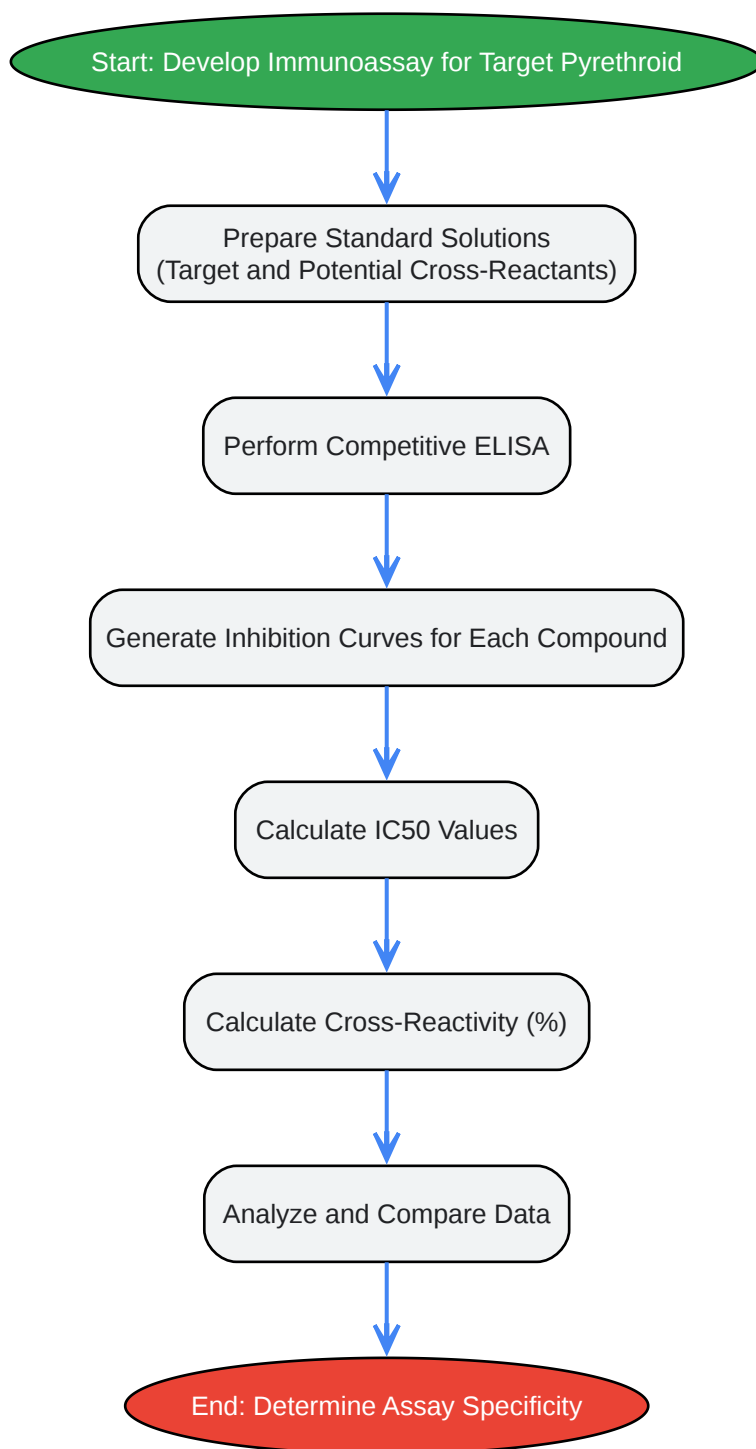 Start: Develop Immunoassay for Target Pyrethroid
Prepare Standard Solutions
(Target and Potential Cross-Reactants)
Perform Competitive ELISA
Generate Inhibition Curves for Each Compound
Calculate IC50 Values
Calculate Cross-Reactivity (%)
Analyze and Compare Data
End: Determine Assay Specificity